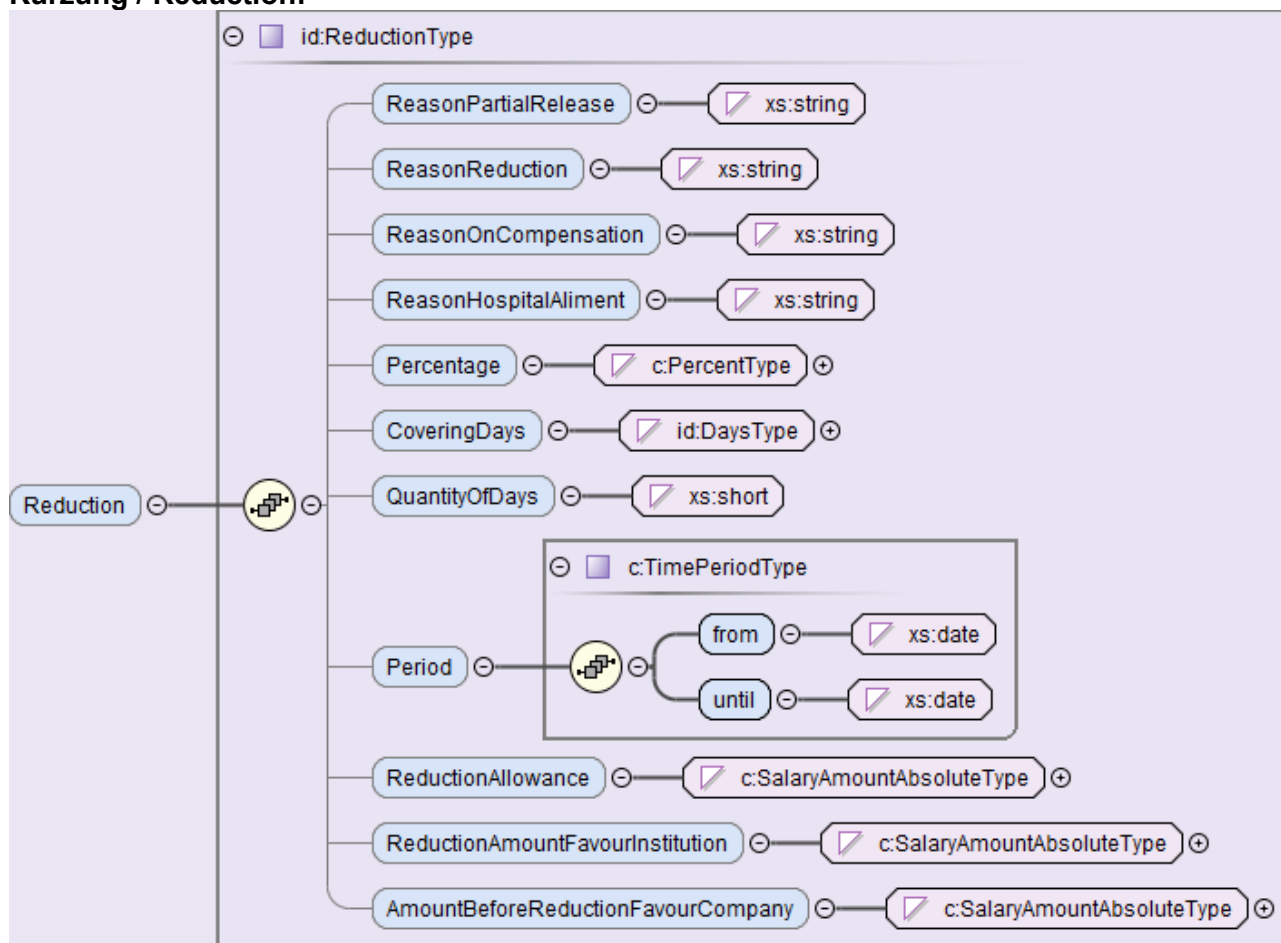 Kürzung / Reduction:
id:ReductionType
ReasonPartialRelease xs:string
ReasonReduction xs:string
ReasonOnCompensation xs:string
ReasonHospitalAliment xs:string
Percentage c:PercentType
CoveringDays id:DaysType
Reduction QuantityOfDays xs:short
c:TimePeriodType
from xs:date
Period
until xs:date
ReductionAllowance c:SalaryAmountAbsoluteType
ReductionAmountFavourInstitution c:SalaryAmountAbsoluteType
AmountBeforeReductionFavourCompany c:SalaryAmountAbsoluteType